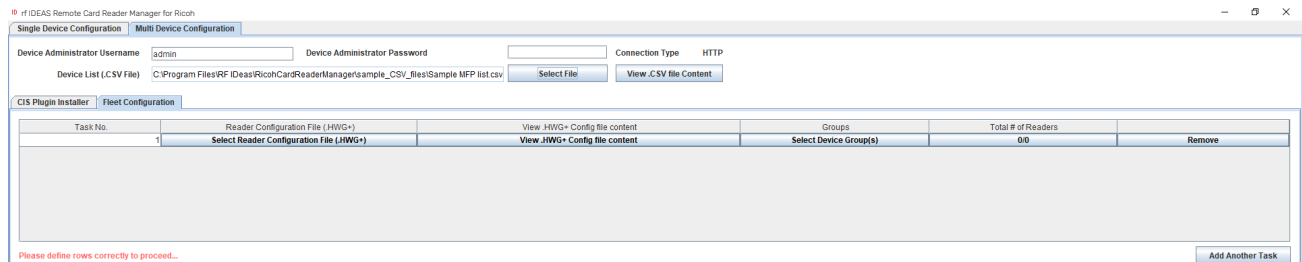 rf IDEAS Remote Card Reader Manager for Ricoh
Single Device Configuration Multi Device Configuration
Device Administrator Username admin Device Administrator Password Connection Type HTTP
Device List (.CSV File) C:\Program Files\RF IDeas\RicohCardReaderManager\sample_CSV_files\Sample MFP list.csv Select File View .CSV file Content
CIS Plugin Installer Fleet Configuration
Task No. Reader Configuration File (.HWG+) View .HWG+ Config file content Groups Total # of Readers
1 Select Reader Configuration File (.HWG+) View .HWG+ Config file content Select Device Group(s) 0/0 Remove
Please define rows correctly to proceed... Add Another Task